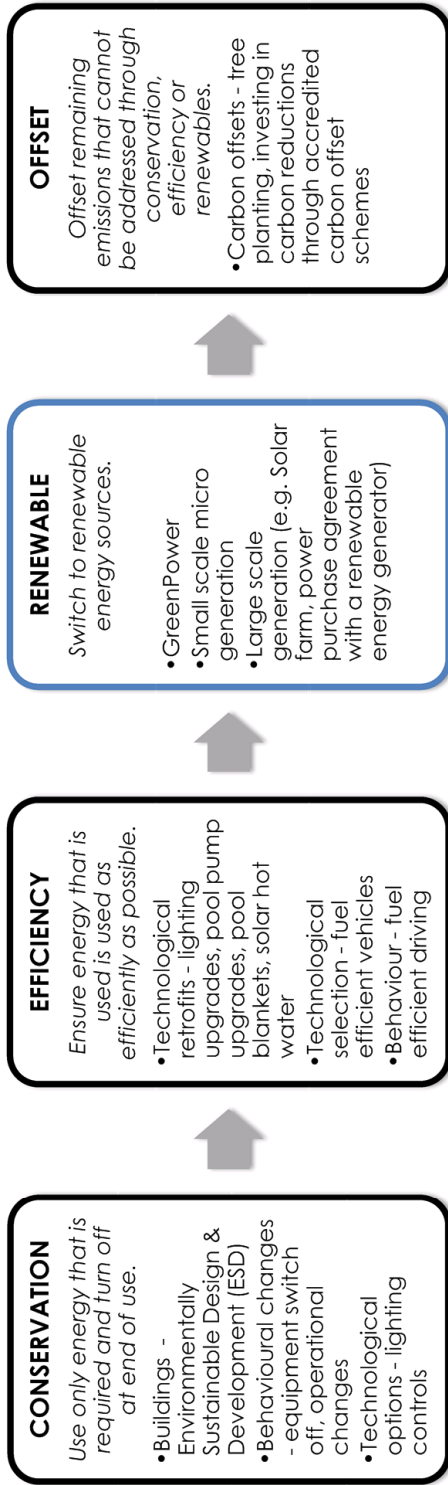 CONSERVATION
Use only energy that is
required and turn off
at end of use.
•Buildings -
Environmentally
Sustainable Design &
Development (ESD)
•Behavioural changes
- equipment switch
off, operational
changes
•Technological
options - lighting
controls
EFFICIENCY
Ensure energy that is
used is used as
efficiently as possible.
•Technological
retrofits - lighting
upgrades, pool pump
upgrades, pool
blankets, solar hot
water
•Technological
selection - fuel
efficient vehicles
•Behaviour - fuel
efficient driving
RENEWABLE
Switch to renewable
energy sources.
•GreenPower
•Small scale micro
generation
•Large scale
generation (e.g. Solar
farm, power
purchase agreement
with a renewable
energy generator)
OFFSET
Offset remaining
emissions that cannot
be addressed through
conservation,
efficiency or
renewables.
•Carbon offsets - tree
planting, investing in
carbon reductions
through accredited
carbon offset
schemes